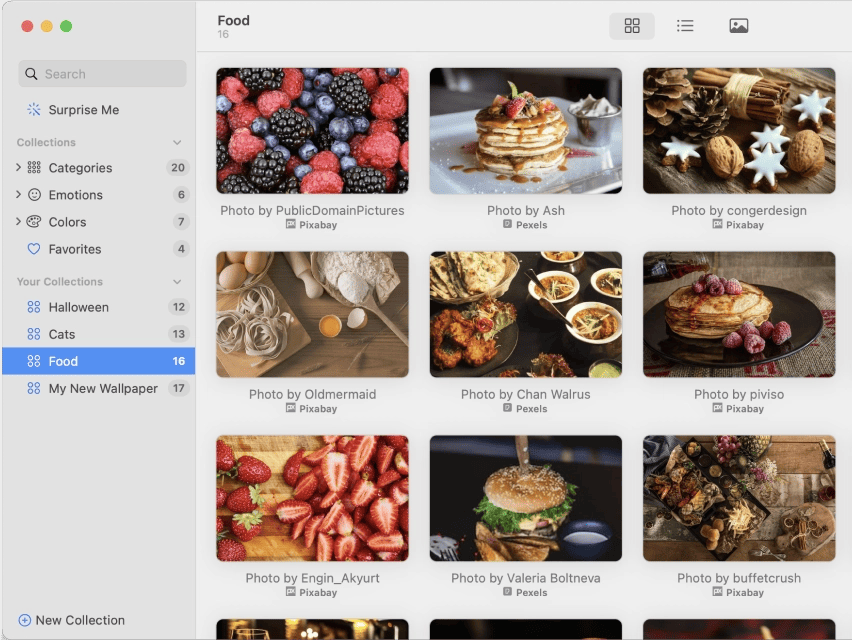 Food
16
Search
Surprise Me
Collections
Categories 20
Emotions 6
Colors 7
Favorites 4
Your Collections
Halloween 12
Cats 13
Food 16
My New Wallpaper 17
New Collection
Photo by PublicDomainPictures
Pixabay
Photo by Ash
Pexels
Photo by congerdesign
Pixabay
Photo by Oldmermaid
Pixabay
Photo by Chan Walrus
Pexels
Photo by piviso
Pixabay
Photo by Engin_Akyurt
Pixabay
Photo by Valeria Boltneva
Pexels
Photo by buffetcrush
Pixabay